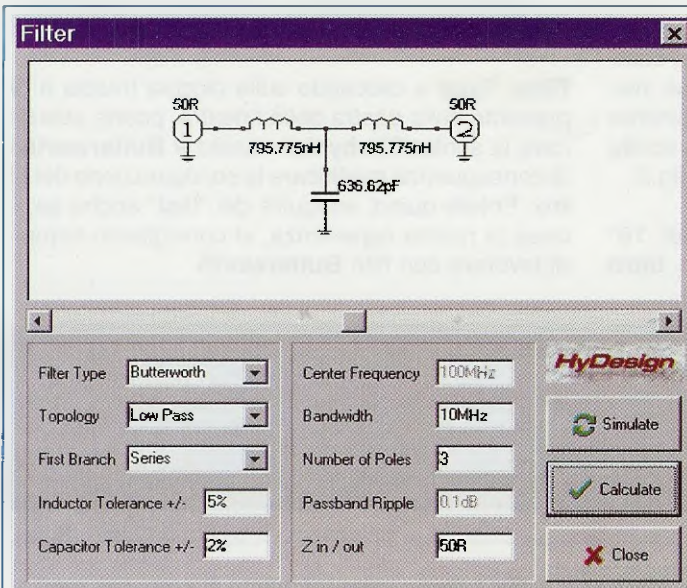 Filter
50R
50R
1
2
795.775nH
795.775nH
636.62pF
Filter Type
Butterworth
Topology
Low Pass
First Branch
Series
Inductor Tolerance +/-
5%
Capacitor Tolerance +/-
2%
Center Frequency
100MHz
Bandwidth
10MHz
Number of Poles
3
Passband Ripple
0.1dB
Z in / out
50R
HyDesign
Simulate
Calculate
Close